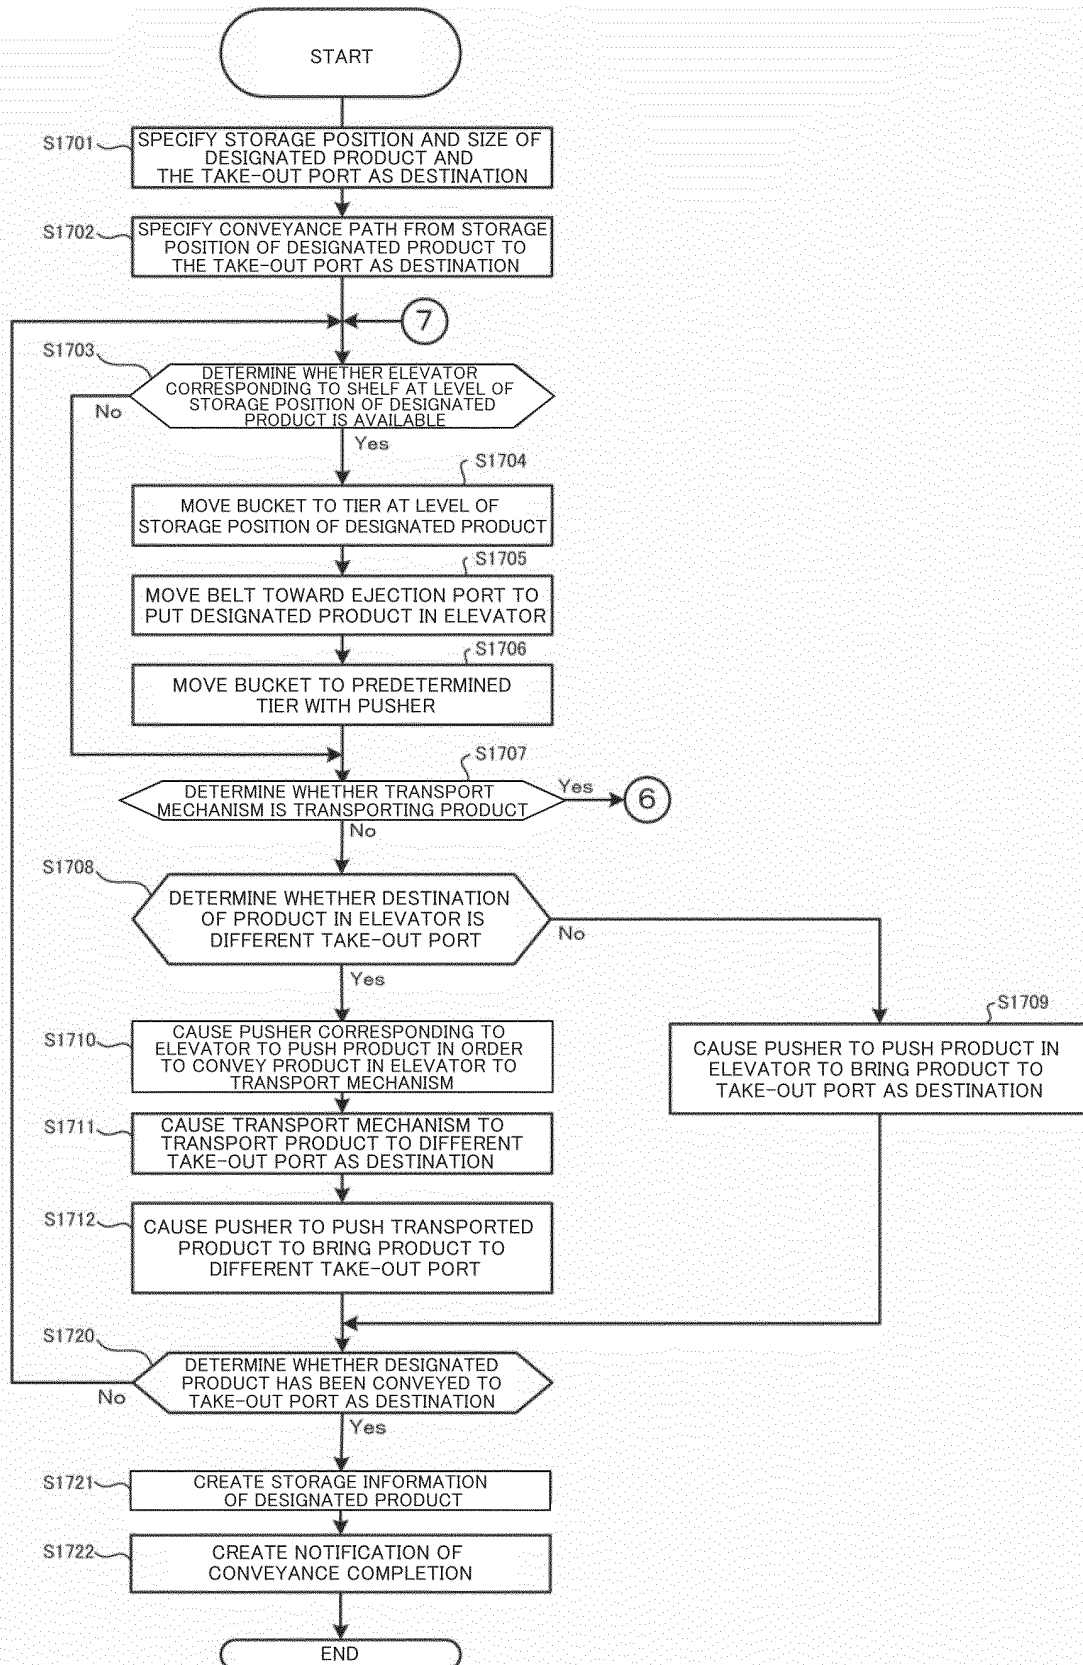 START
S1701
SPECIFY STORAGE POSITION AND SIZE OF
DESIGNATED PRODUCT AND
THE TAKE-OUT PORT AS DESTINATION
S1702
SPECIFY CONVEYANCE PATH FROM STORAGE
POSITION OF DESIGNATED PRODUCT TO
THE TAKE-OUT PORT AS DESTINATION
7
S1703
DETERMINE WHETHER ELEVATOR
CORRESPONDING TO SHELF AT LEVEL OF
STORAGE POSITION OF DESIGNATED
PRODUCT IS AVAILABLE
No
Yes
S1704
MOVE BUCKET TO TIER AT LEVEL OF
STORAGE POSITION OF DESIGNATED PRODUCT
S1705
MOVE BELT TOWARD EJECTION PORT TO
PUT DESIGNATED PRODUCT IN ELEVATOR
S1706
MOVE BUCKET TO PREDETERMINED
TIER WITH PUSHER
S1707
DETERMINE WHETHER TRANSPORT
MECHANISM IS TRANSPORTING PRODUCT
Yes
6
No
S1708
DETERMINE WHETHER DESTINATION
OF PRODUCT IN ELEVATOR IS
DIFFERENT TAKE-OUT PORT
No
Yes
S1709
CAUSE PUSHER TO PUSH PRODUCT IN
ELEVATOR TO BRING PRODUCT TO
TAKE-OUT PORT AS DESTINATION
S1710
CAUSE PUSHER CORRESPONDING TO
ELEVATOR TO PUSH PRODUCT IN ORDER
TO CONVEY PRODUCT IN ELEVATOR TO
TRANSPORT MECHANISM
S1711
CAUSE TRANSPORT MECHANISM TO
TRANSPORT PRODUCT TO DIFFERENT
TAKE-OUT PORT AS DESTINATION
S1712
CAUSE PUSHER TO PUSH TRANSPORTED
PRODUCT TO BRING PRODUCT TO
DIFFERENT TAKE-OUT PORT
S1720
DETERMINE WHETHER DESIGNATED
PRODUCT HAS BEEN CONVEYED TO
TAKE-OUT PORT AS DESTINATION
No
Yes
S1721
CREATE STORAGE INFORMATION
OF DESIGNATED PRODUCT
S1722
CREATE NOTIFICATION OF
CONVEYANCE COMPLETION
END